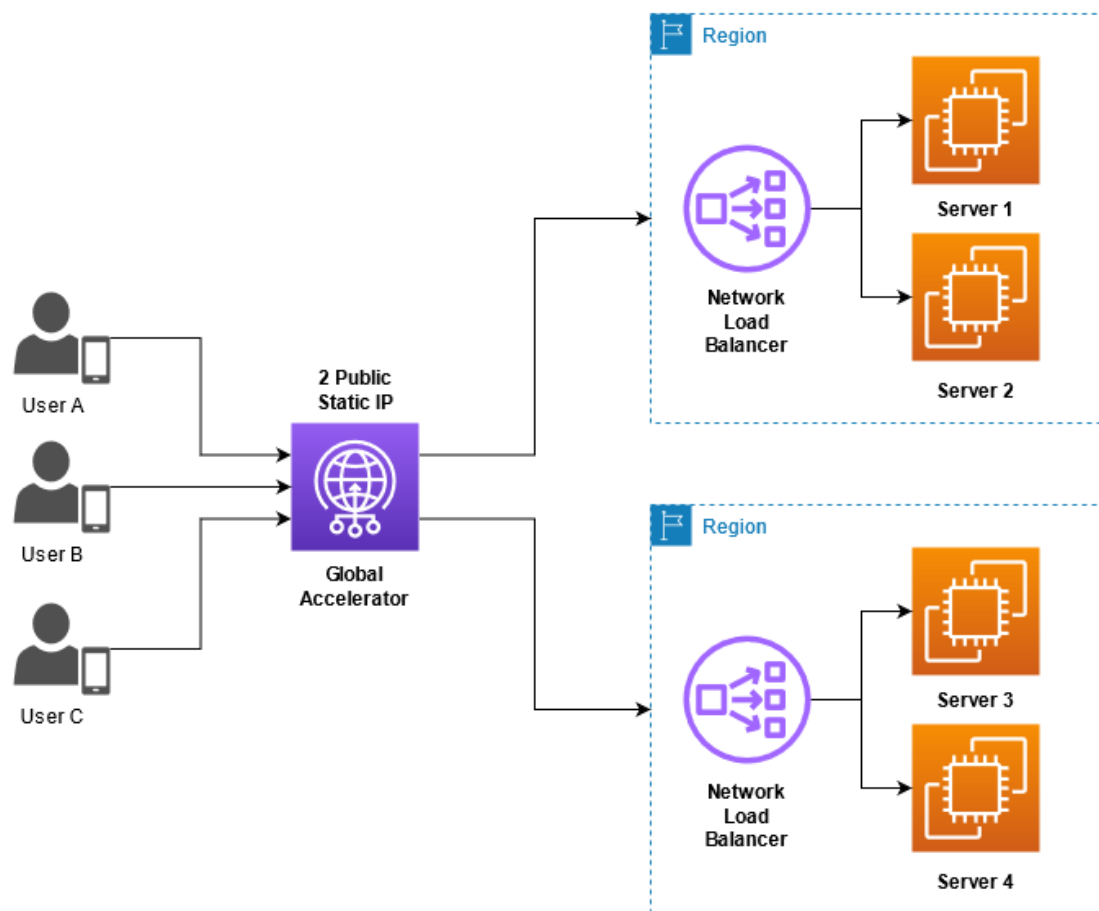 Region
Server 1
Network
Load
Balancer
Server 2
User A
2 Public
Static IP
User B
Global
Accelerator
User C
Region
Server 3
Network
Load
Balancer
Server 4